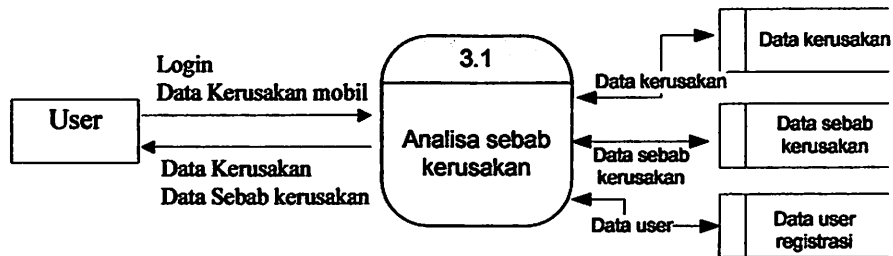 Login
Data Kerusakan mobil
User
Data Kerusakan
Data Sebab kerusakan
3.1
Analisa sebab
kerusakan
Data kerusakan
Data sebab
kerusakan
Data user
Data kerusakan
Data sebab
kerusakan
Data user
registrasi